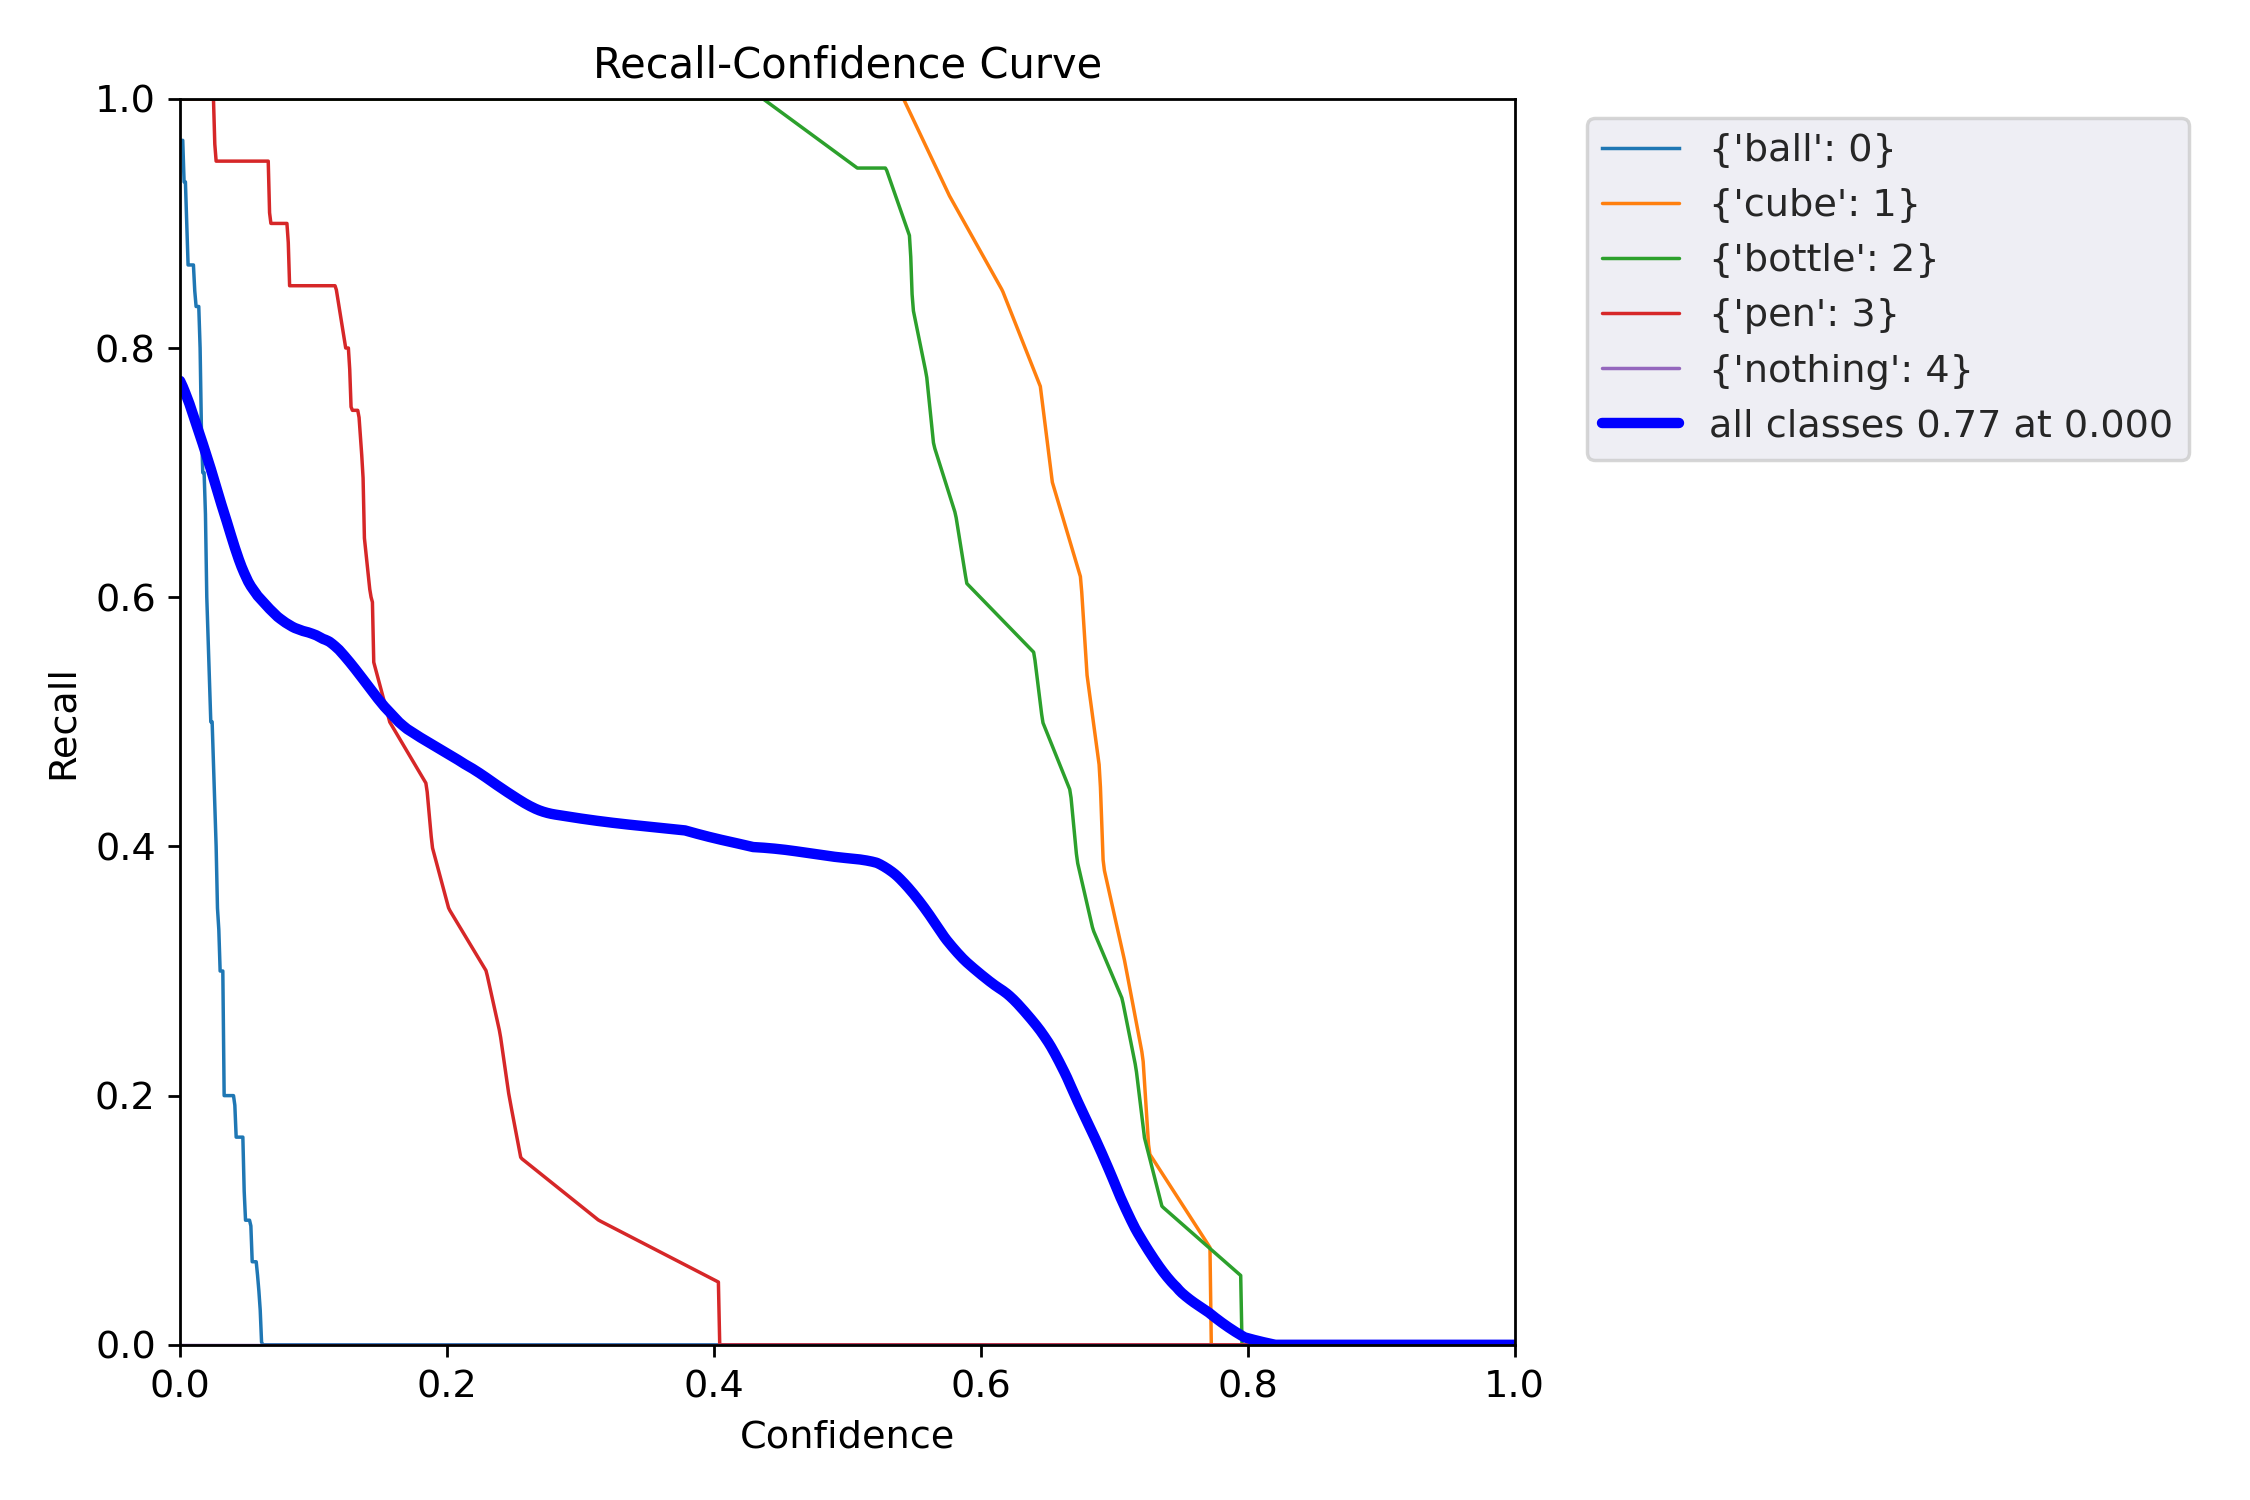 Recall-Confidence Curve
1.0
0.8
0.6
0.4
0.2
0.0
Recall
0.0 0.2 0.4 0.6 0.8 1.0
Confidence
{'ball': 0}
{'cube': 1}
{'bottle': 2}
{'pen': 3}
{'nothing': 4}
all classes 0.77 at 0.000